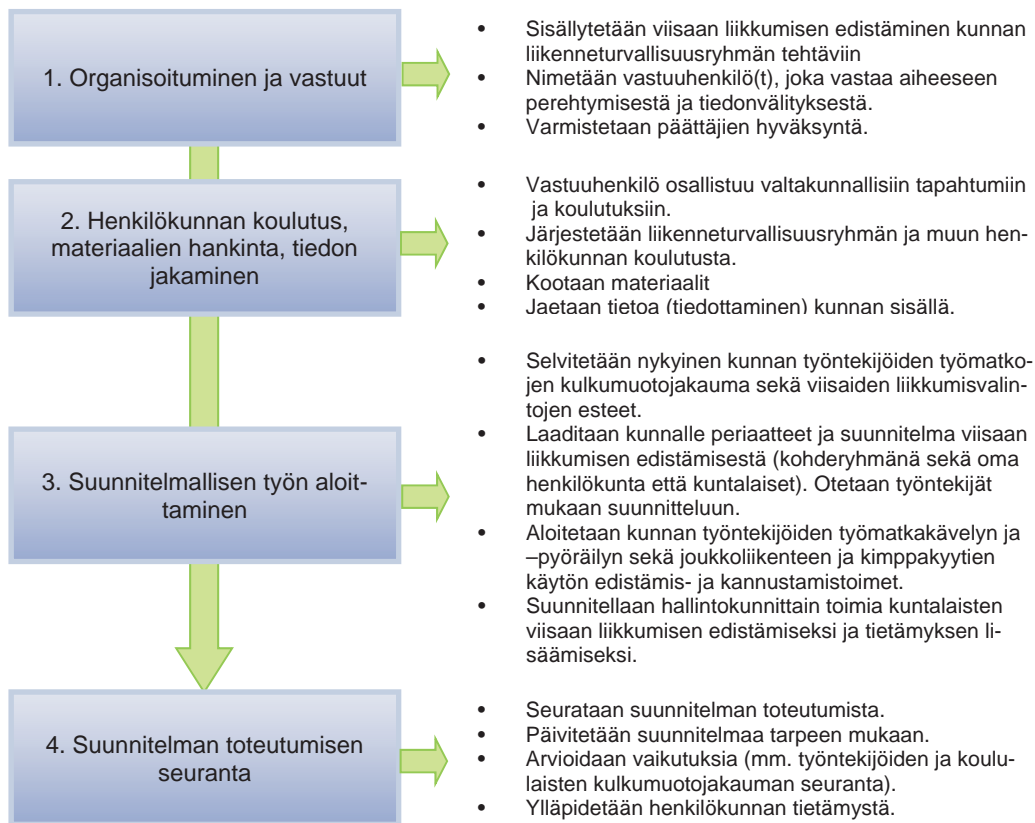 1. Organisoituminen ja vastuut
• Sisällytetään viisaan liikkumisen edistäminen kunnan
liikenneturvallisuusryhmän tehtäviin
• Nimetään vastuuhenkilö(t), joka vastaa aiheeseen
perehtymisestä ja tiedonvälityksestä.
• Varmistetaan päättäjien hyväksyntä.
2. Henkilökunnan koulutus,
materiaalien hankinta, tiedon
jakaminen
• Vastuuhenkilö osallistuu valtakunnallisiin tapahtumiin
ja koulutuksiin.
• Järjestetään liikenneturvallisuusryhmän ja muun hen-
kilökunnan koulutusta.
• Kootaan materiaalit
• Jaetaan tietoa (tiedottaminen) kunnan sisällä.
3. Suunnitelmallisen työn aloit-
taminen
• Selvitetään nykyinen kunnan työntekijöiden työmatko-
jen kulkumuotojakauma sekä viisaiden liikkumisvalin-
tojen esteet.
• Laaditaan kunnalle periaatteet ja suunnitelma viisaan
liikkumisen edistämisestä (kohderyhmänä sekä oma
henkilökunta että kuntalaiset). Otetaan työntekijät
mukaan suunnitteluun.
• Aloitetaan kunnan työntekijöiden työmatkakävelyn ja
–pyöräilyn sekä joukkoliikenteen ja kimppakyytien
käytön edistämis- ja kannustamistoimet.
• Suunnitellaan hallintokunnittain toimia kuntalaisten
viisaan liikkumisen edistämiseksi ja tietämyksen li-
säämiseksi.
4. Suunnitelman toteutumisen
seuranta
• Seurataan suunnitelman toteutumista.
• Päivitetään suunnitelmaa tarpeen mukaan.
• Arvioidaan vaikutuksia (mm. työntekijöiden ja koulu-
laisten kulkumuotojakauman seuranta).
• Ylläpidetään henkilökunnan tietämystä.